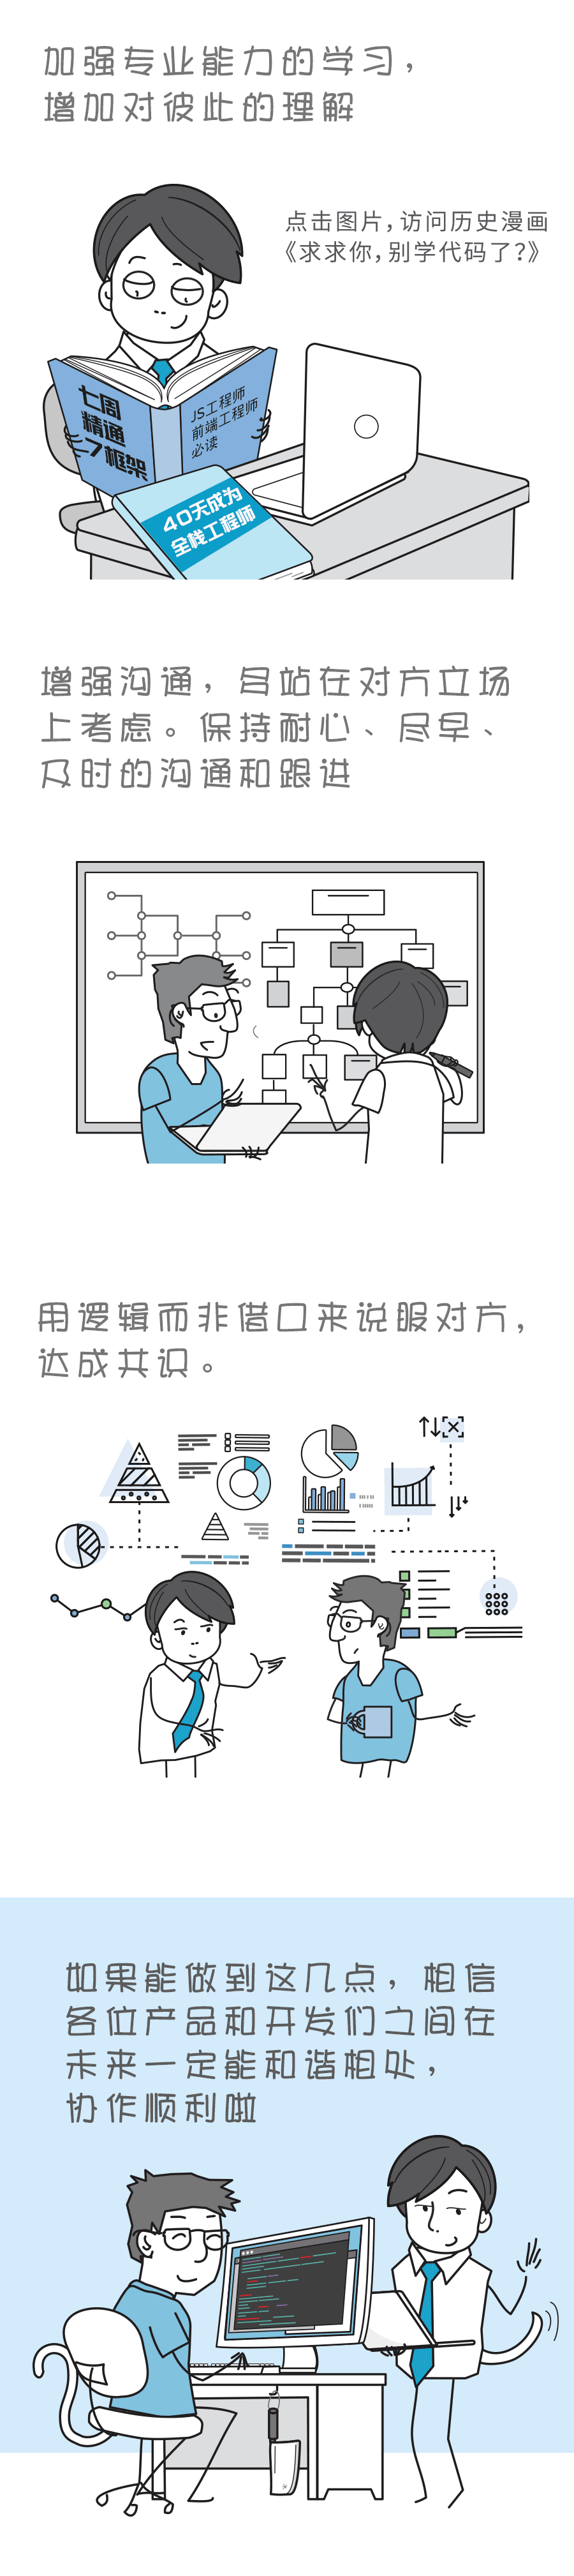 加强专业能力的学习，
增加对彼此的理解
点击图片，访问历史漫画
《求求你，别学代码了？》
七周
精通
7框架
JS工程师
前端工程师
必读
40天成为
全栈工程师
增强沟通，多站在对方立场
上考虑。保持耐心、尽早、
及时的沟通和跟进
用逻辑而非借口来说服对方，
达成共识。
如果能做到这几点，相信
各位产品和开发们之间在
未来一定能和谐相处，
协作顺利啦